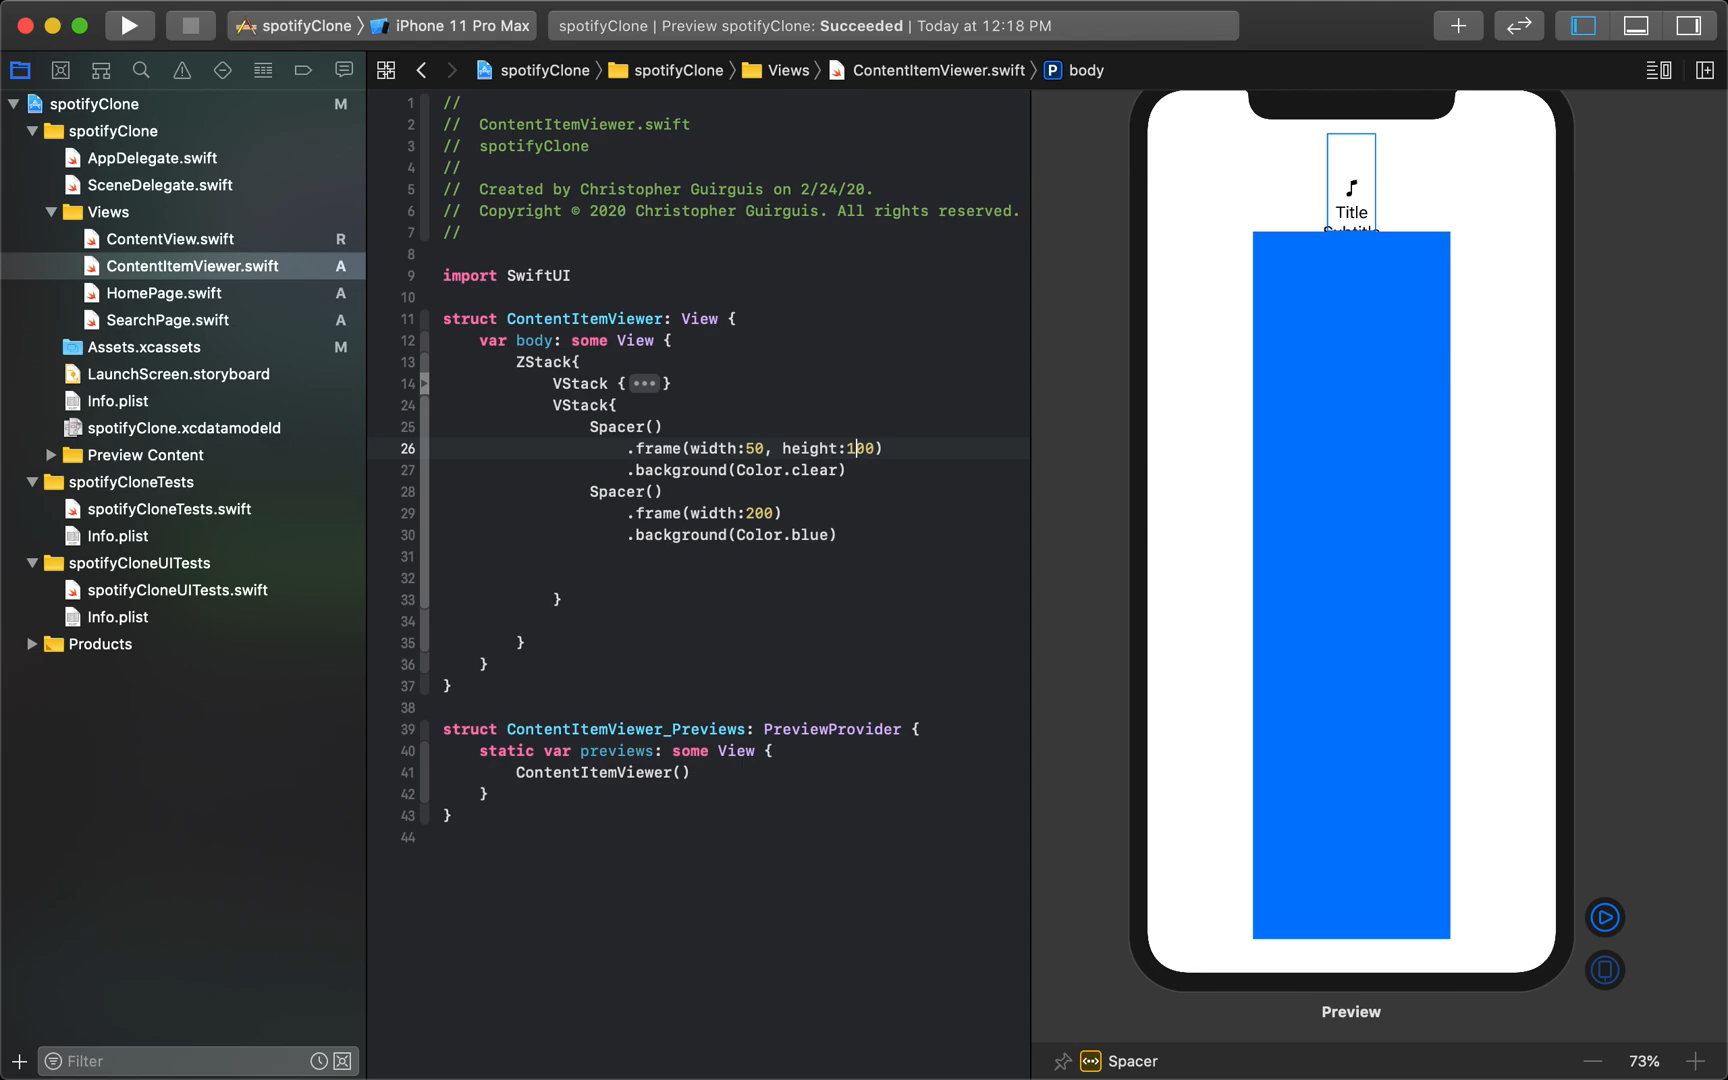 spotifyClone
iPhone 11 Pro Max
spotifyClone | Preview spotifyClone: Succeeded | Today at 12:18 PM
spotifyClone
spotifyClone
Views
ContentItemViewer.swift
P
body
spotifyClone M
spotifyClone
AppDelegate.swift
SceneDelegate.swift
Views
ContentView.swift R
ContentItemViewer.swift A
HomePage.swift A
SearchPage.swift A
Assets.xcassets M
LaunchScreen.storyboard
Info.plist
spotifyClone.xcdatamodeld
Preview Content
spotifyCloneTests
spotifyCloneTests.swift
Info.plist
spotifyCloneUITests
spotifyCloneUITests.swift
Info.plist
Products
Filter
1 //
2 // ContentItemViewer.swift
3 // spotifyClone
4 //
5 // Created by Christopher Guirguis on 2/24/20.
6 // Copyright © 2020 Christopher Guirguis. All rights reserved.
7 //
8
9 import SwiftUI
10
11 struct ContentItemViewer: View {
12 var body: some View {
13 ZStack{
14 VStack {•••}
24 VStack{
25 Spacer()
26 .frame(width:50, height:100)
27 .background(Color.clear)
28 Spacer()
29 .frame(width:200)
30 .background(Color.blue)
31
32
33 }
34
35 }
36 }
37 }
38
39 struct ContentItemViewer_Previews: PreviewProvider {
40 static var previews: some View {
41 ContentItemViewer()
42 }
43 }
44
Title
Subtitle
Preview
Spacer
73%